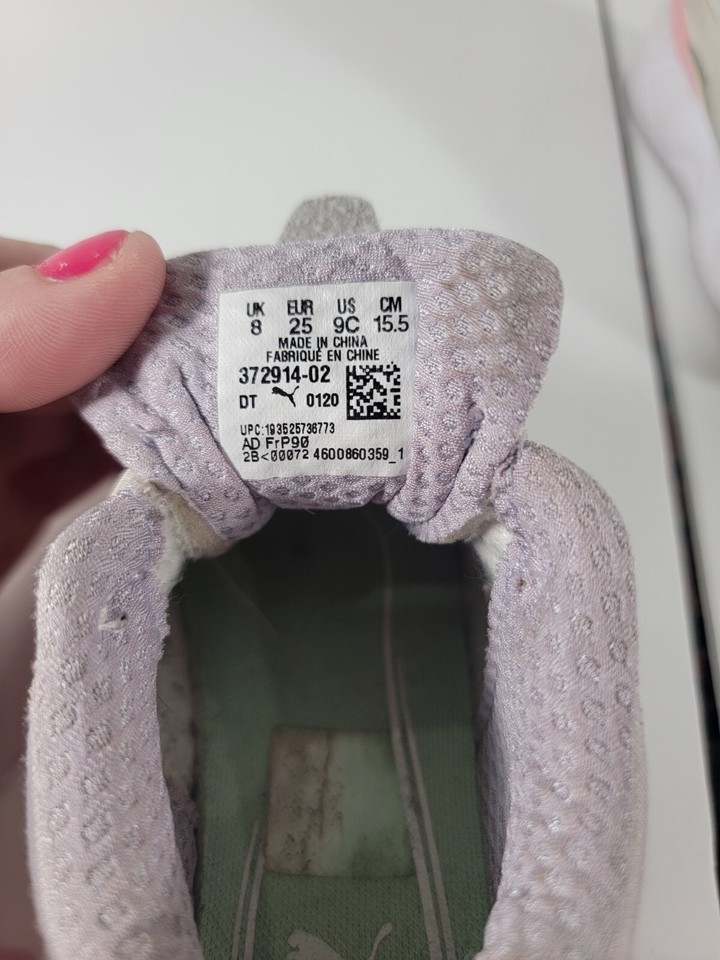 UK EUR US CM
8 25 9C 15.5
MADE IN CHINA
FABRIQUÉ EN CHINE
372914-02
DT 0120
UPC:193525736773
AD FrP90
2B<00072 4600860359_1